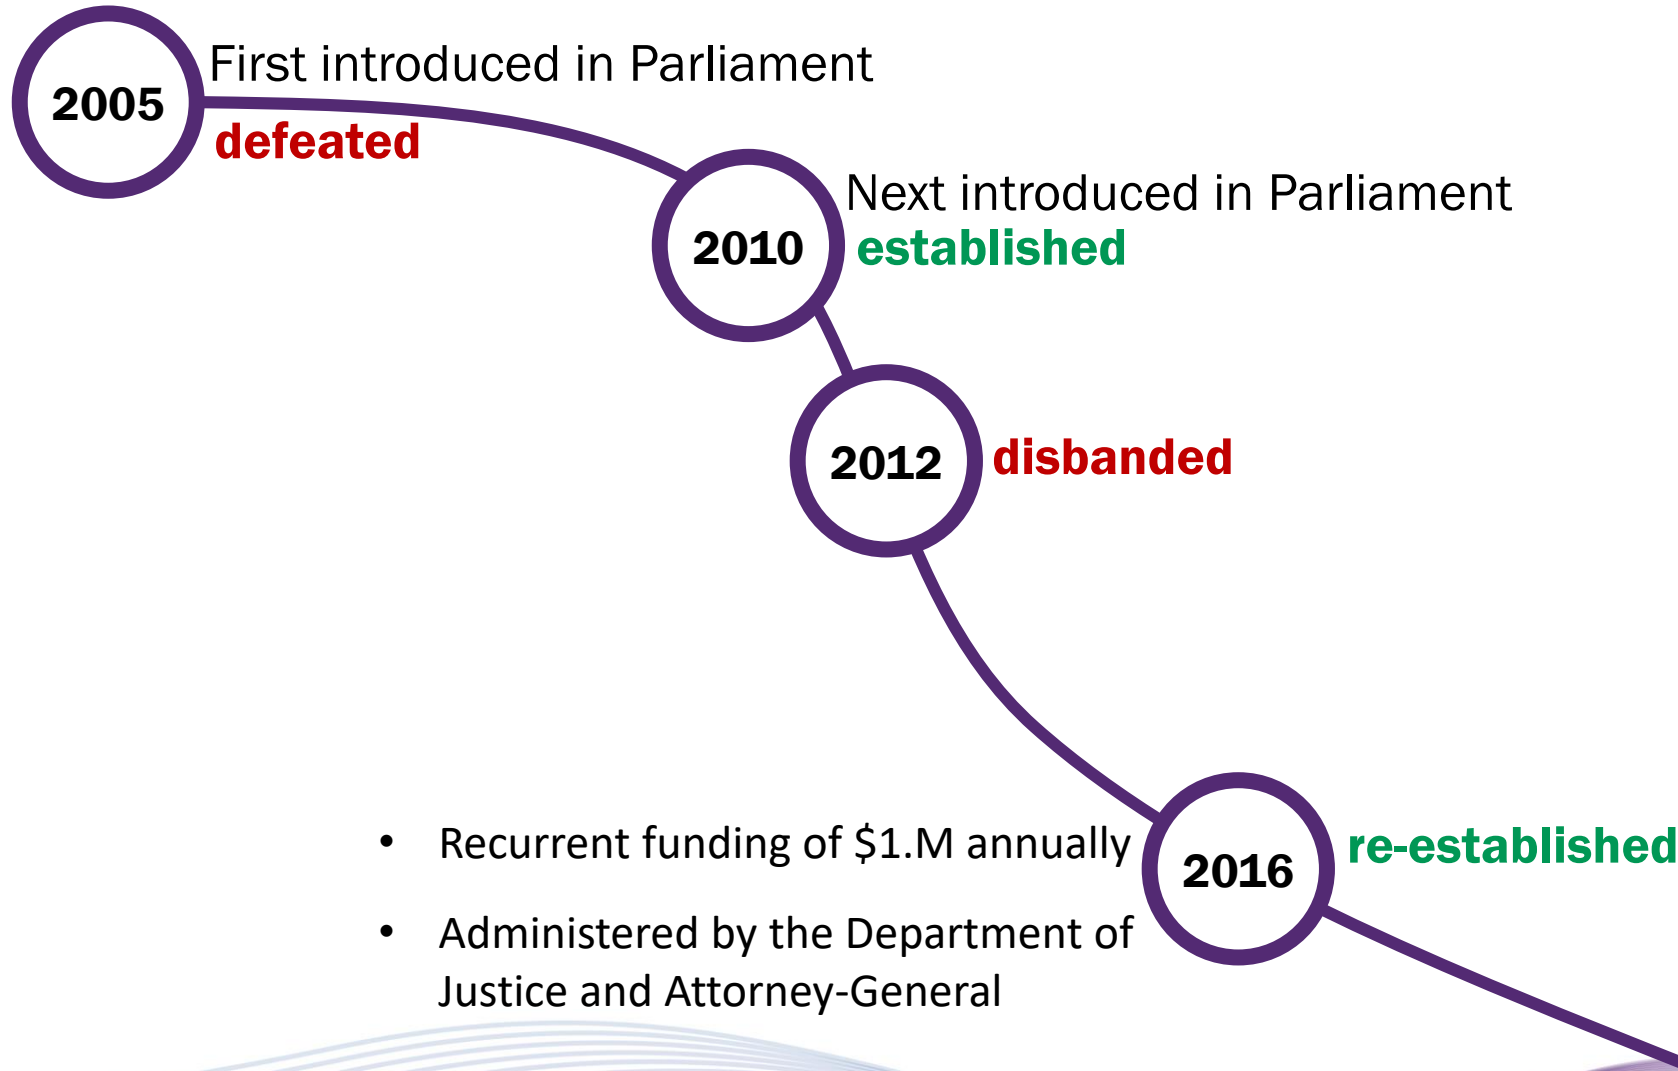 2005
First introduced in Parliament
defeated
2010
Next introduced in Parliament
established
2012
disbanded
2016
re-established
• Recurrent funding of $1.M annually
• Administered by the Department of
Justice and Attorney-General